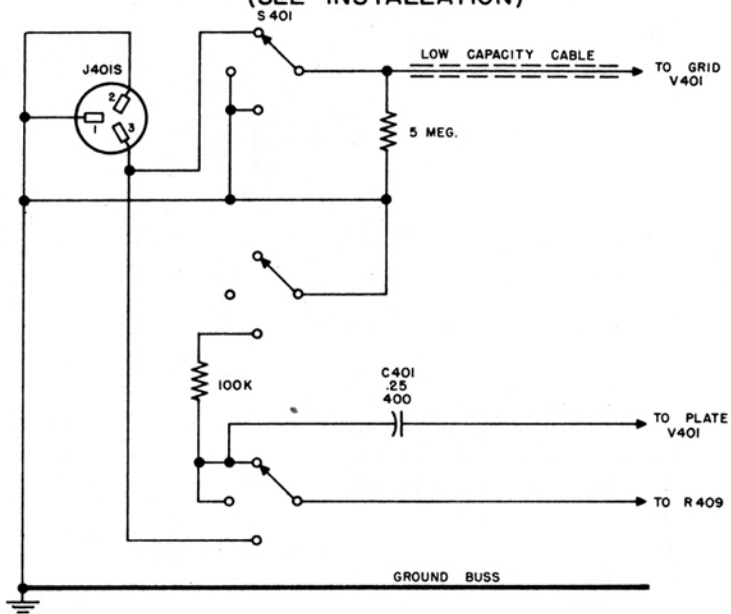 (SEE INSTALLATION)
S401
J401S
2
1
3
LOW CAPACITY CABLE
TO GRID
V401
5 MEG.
100K
C401
.25
400
TO PLATE
V401
TO R409
GROUND BUSS